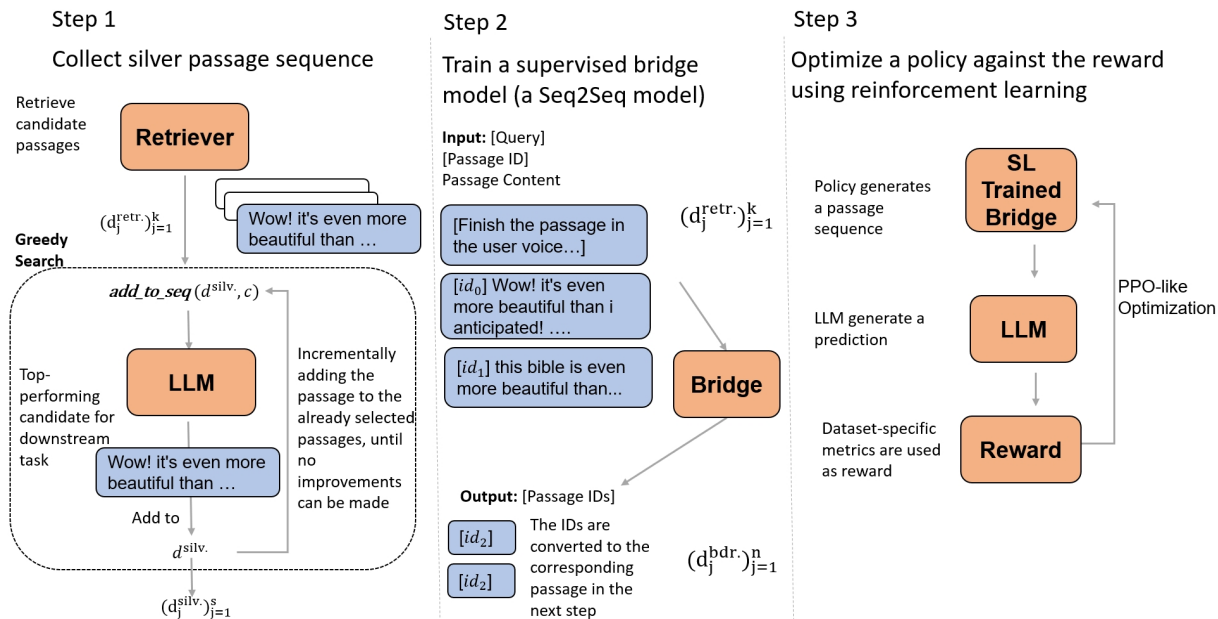 Step 1
Collect silver passage sequence
Retrieve
candidate
passages
Retriever
(d_j^{retr.})_{j=1}^k
Wow! it's even more
beautiful than …
Greedy
Search
add_to_seq(d^{silv.}, c)
LLM
Top-
performing
candidate for
downstream
task
Incrementally
adding the
passage to the
already selected
passages, until
no
improvements
can be made
Wow! it's even more
beautiful than …
Add to
d^{silv.}
(d_j^{silv.})_{j=1}^s
Step 2
Train a supervised bridge
model (a Seq2Seq model)
Input: [Query]
[Passage ID]
Passage Content
(d_j^{retr.})_{j=1}^k
[Finish the passage in
the user voice…]
[id_0] Wow! it's even
more beautiful than i
anticipated! ….
[id_1] this bible is even
more beautiful than...
Bridge
Output: [Passage IDs]
[id_2]
[id_2]
The IDs are
converted to the
corresponding
passage in the
next step
(d_j^{bdr.})_{j=1}^n
Step 3
Optimize a policy against the reward
using reinforcement learning
Policy generates
a passage
sequence
SL
Trained
Bridge
PPO-like
Optimization
LLM generate a
prediction
LLM
Dataset-specific
metrics are used
as reward
Reward